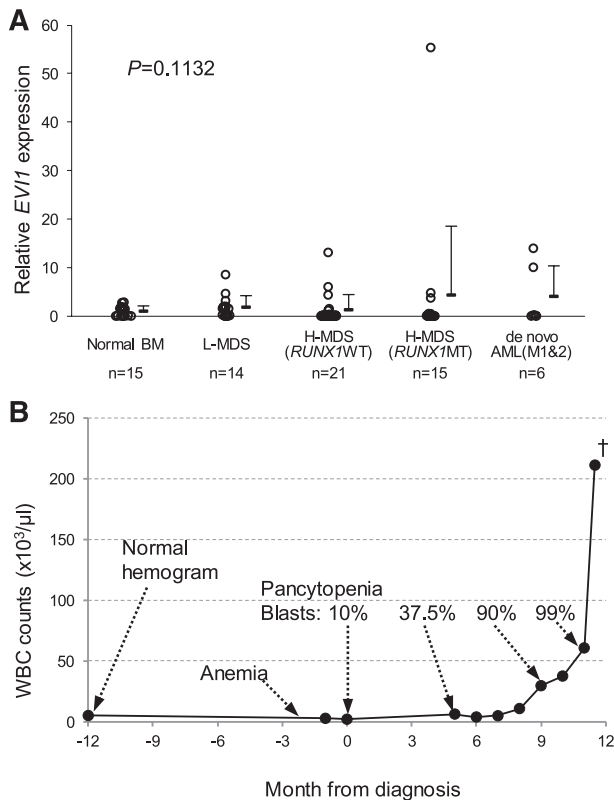 A
P=0.1132
Relative EVI1 expression
60
50
40
30
20
10
0
Normal BM
n=15
L-MDS
n=14
H-MDS
(RUNX1WT)
n=21
H-MDS
(RUNX1MT)
n=15
de novo
AML(M1&2)
n=6
B
WBC counts (x10³/µl)
250
200
150
100
50
0
Normal
hemogram
Anemia
Pancytopenia
Blasts: 10%
37.5%
90%
99%
†
-12
-9
-6
-3
0
3
6
9
12
Month from diagnosis